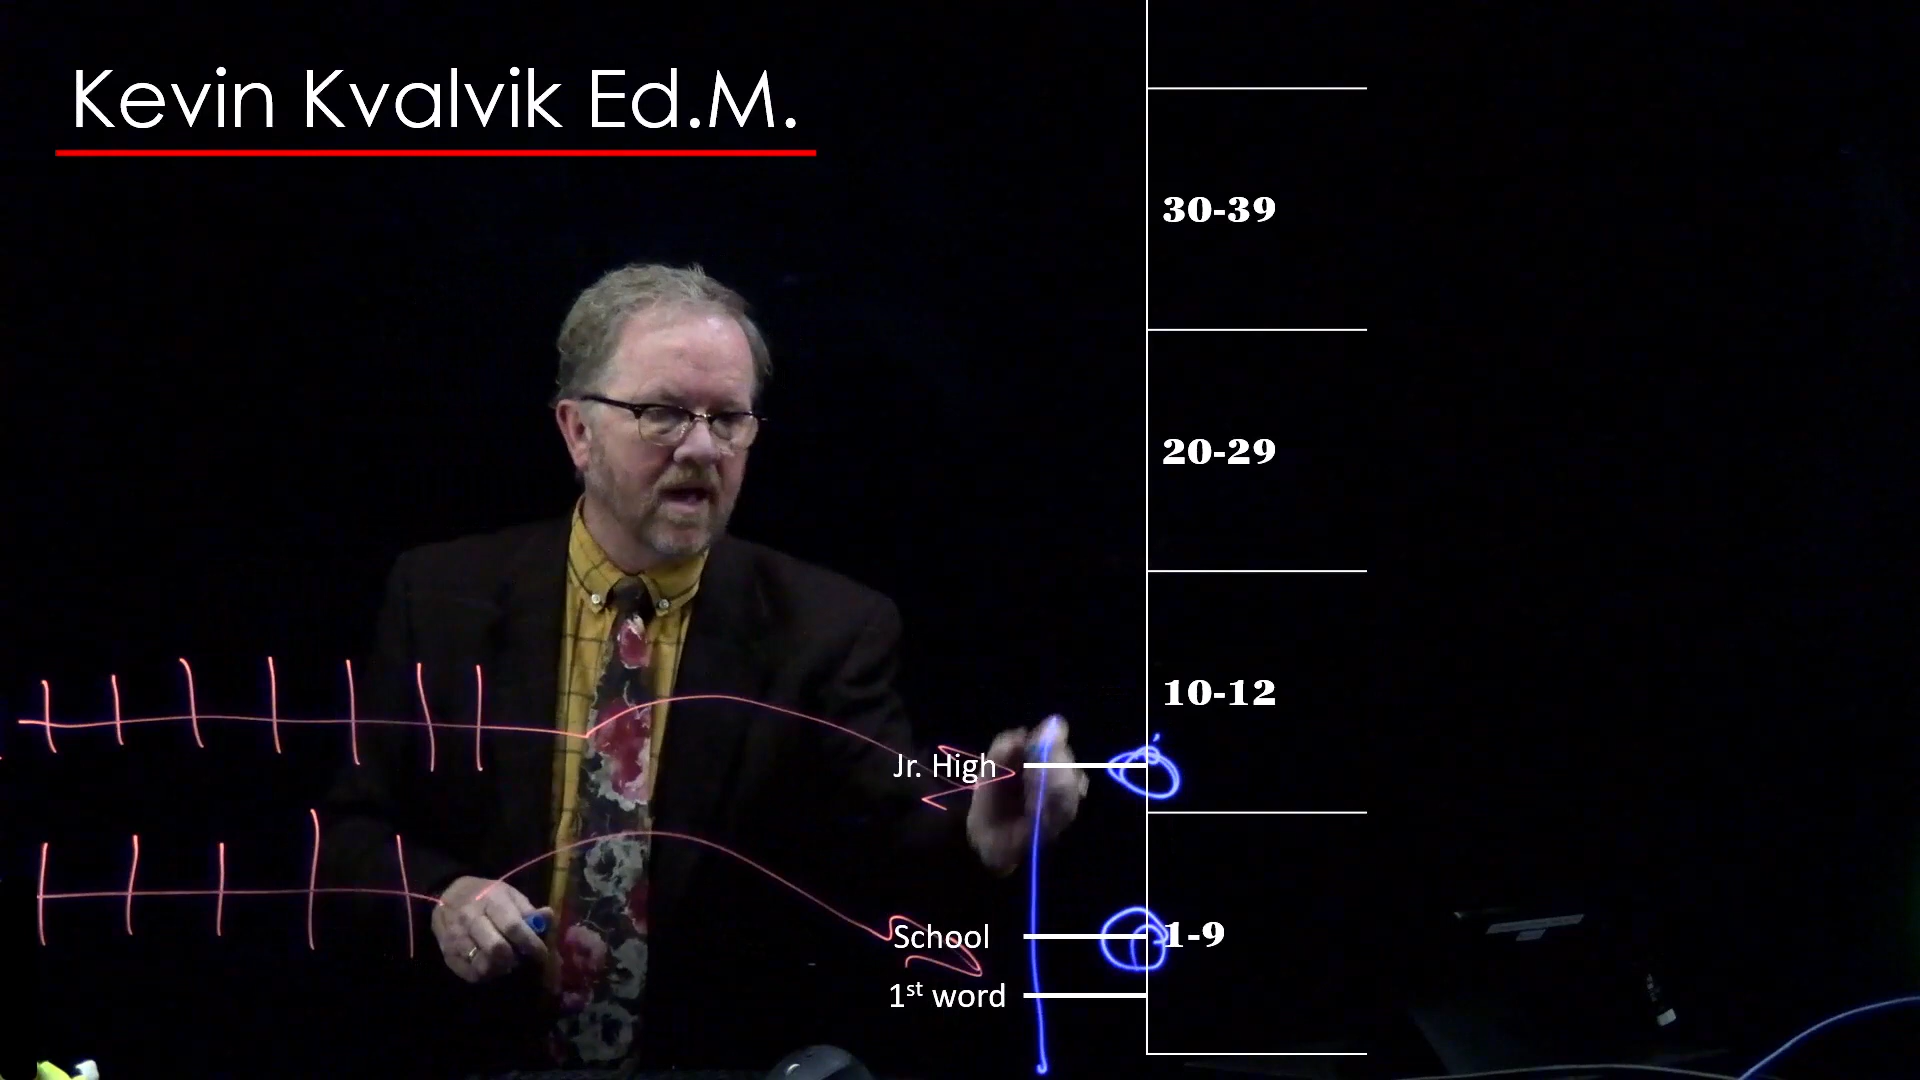 Kevin Kvalvik Ed.M.
30-39
20-29
10-12
Jr. High
1-9
School
1st word